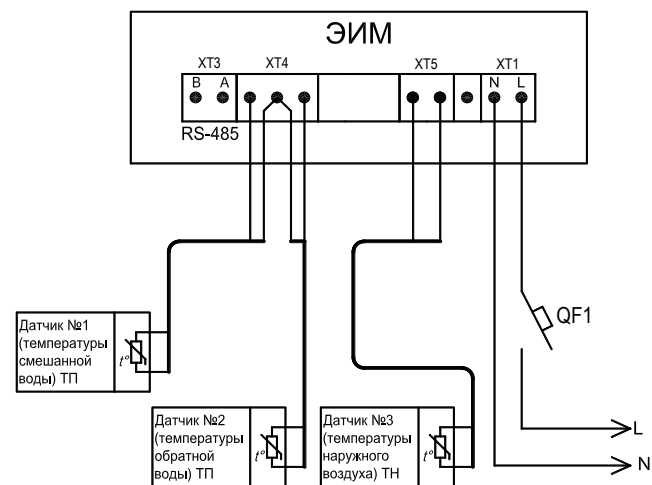 ЭИМ
XT3 XT4 XT5 XT1
B A N L
RS-485
QF1
Датчик №1
(температуры
смешанной
воды) ТП
t°
Датчик №2
(температуры
обратной
воды) ТП
t°
Датчик №3
(температуры
наружного
воздуха) ТН
t°
L
N